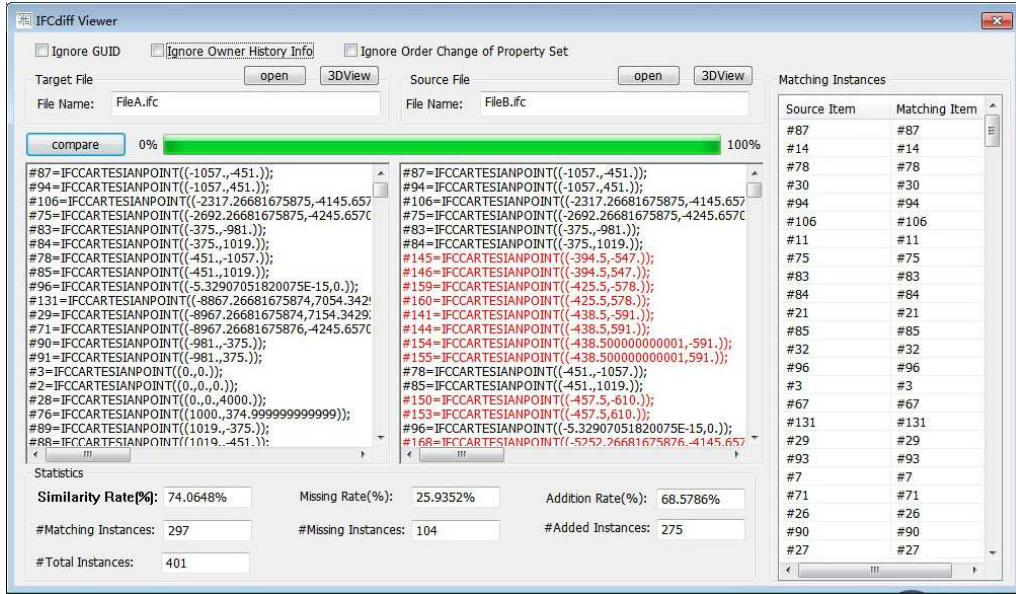 IFCdiff Viewer
Ignore GUID Ignore Owner History Info Ignore Order Change of Property Set
Target File open 3DView Source File open 3DView Matching Instances
File Name: FileA.ifc File Name: FileB.ifc
Source Item Matching Item
compare 0% 100%
#87=IFCCARTESIANPOINT((-1057.,-451.));
#94=IFCCARTESIANPOINT((-1057.,451.));
#106=IFCCARTESIANPOINT((-2317.26681675875,-4145.657
#75=IFCCARTESIANPOINT((-2692.26681675875,-4245.657
#83=IFCCARTESIANPOINT((-375.,-981.));
#84=IFCCARTESIANPOINT((-375.,1019.));
#78=IFCCARTESIANPOINT((-451.,-1057.));
#85=IFCCARTESIANPOINT((-451.,1019.));
#96=IFCCARTESIANPOINT((-5.32907051820075E-15,0.));
#131=IFCCARTESIANPOINT((-8867.26681675874,7054.342
#29=IFCCARTESIANPOINT((-8967.26681675874,7154.3429
#71=IFCCARTESIANPOINT((-8967.26681675876,-4245.657
#90=IFCCARTESIANPOINT((-981.,-375.));
#91=IFCCARTESIANPOINT((-981.,375.));
#3=IFCCARTESIANPOINT((0.,0.));
#2=IFCCARTESIANPOINT((0.,0.,0.));
#28=IFCCARTESIANPOINT((0.,0.,4000.));
#76=IFCCARTESIANPOINT((1000.,374.999999999999));
#89=IFCCARTESIANPOINT((1019.,-375.));
#88=IFCCARTESIANPOINT((1019.,-451.));
#87=IFCCARTESIANPOINT((-1057.,-451.));
#94=IFCCARTESIANPOINT((-1057.,451.));
#106=IFCCARTESIANPOINT((-2317.26681675875,-4145.657
#75=IFCCARTESIANPOINT((-2692.26681675875,-4245.657
#83=IFCCARTESIANPOINT((-375.,-981.));
#84=IFCCARTESIANPOINT((-375.,1019.));
#145=IFCCARTESIANPOINT((-394.5,-547.));
#146=IFCCARTESIANPOINT((-394.5,547.));
#159=IFCCARTESIANPOINT((-425.5,-578.));
#160=IFCCARTESIANPOINT((-425.5,578.));
#141=IFCCARTESIANPOINT((-438.5,-591.));
#144=IFCCARTESIANPOINT((-438.5,591.));
#154=IFCCARTESIANPOINT((-438.500000000001,-591.));
#155=IFCCARTESIANPOINT((-438.500000000001,591.));
#78=IFCCARTESIANPOINT((-451.,-1057.));
#85=IFCCARTESIANPOINT((-451.,1019.));
#150=IFCCARTESIANPOINT((-457.5,-610.));
#153=IFCCARTESIANPOINT((-457.5,610.));
#96=IFCCARTESIANPOINT((-5.32907051820075E-15,0.));
#168=IFCCARTESIANPOINT((-5252.26681675876,-4145.657
#87 #87
#14 #14
#78 #78
#30 #30
#94 #94
#106 #106
#11 #11
#75 #75
#83 #83
#84 #84
#21 #21
#85 #85
#32 #32
#96 #96
#3 #3
#67 #67
#131 #131
#29 #29
#93 #93
#7 #7
#71 #71
#26 #26
#90 #90
#27 #27
Statistics
Similarity Rate(%): 74.0648% Missing Rate(%): 25.9352% Addition Rate(%): 68.5786%
#Matching Instances: 297 #Missing Instances: 104 #Added Instances: 275
#Total Instances: 401